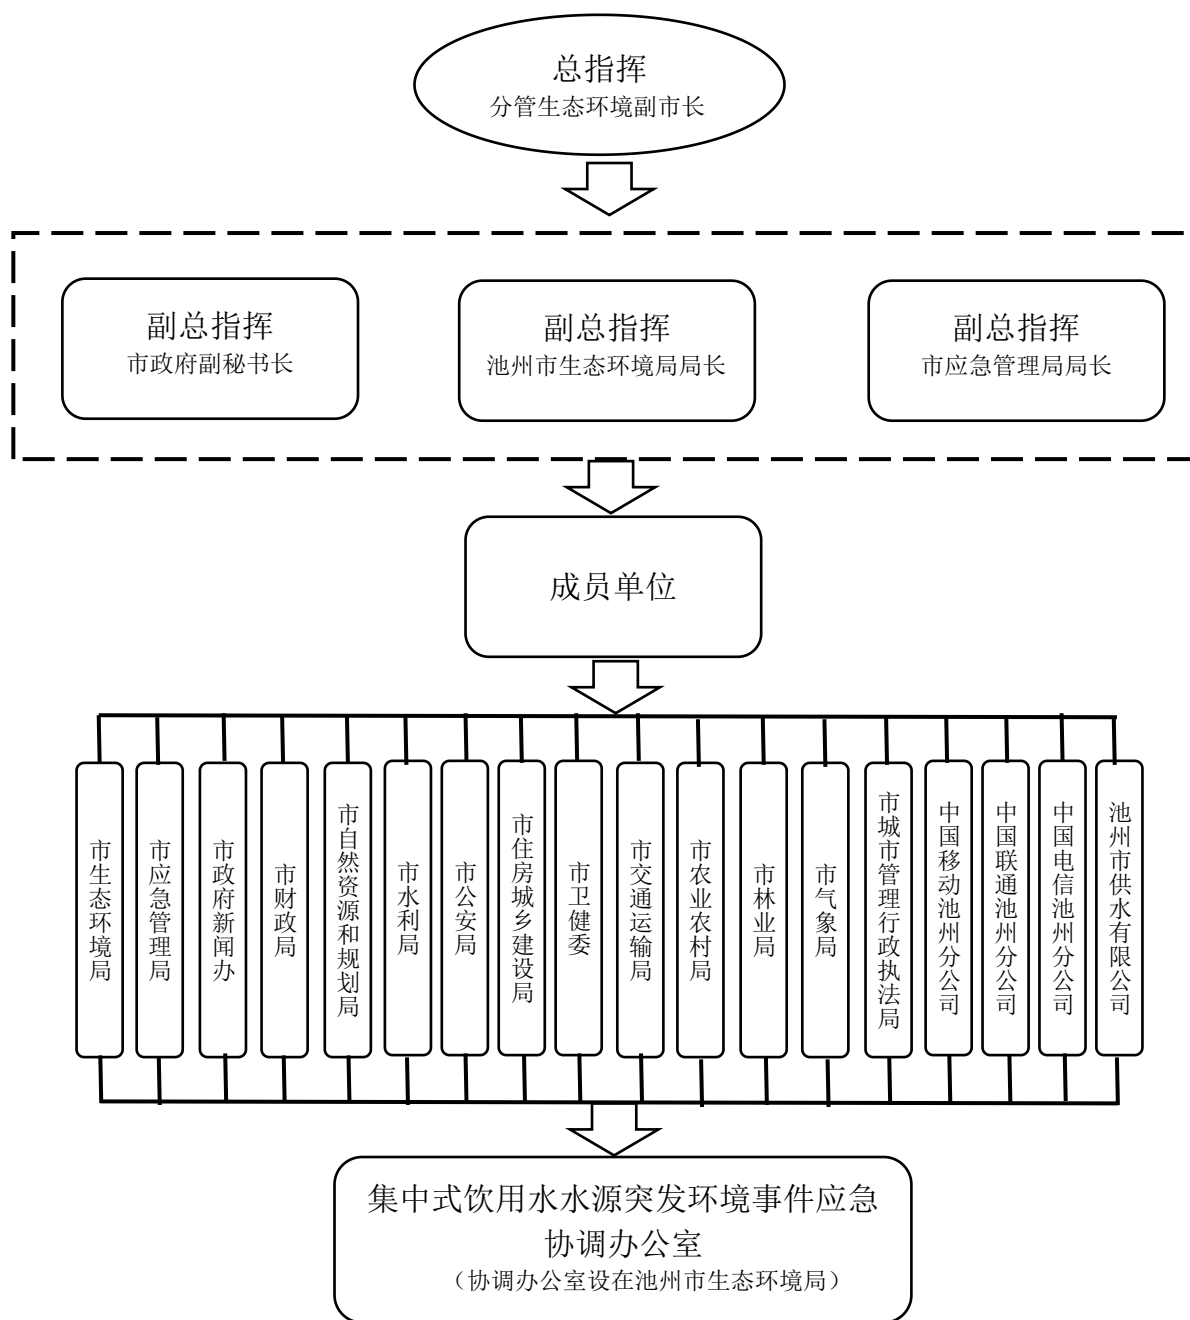 总指挥
分管生态环境副市长
副总指挥
市政府副秘书长
副总指挥
池州市生态环境局局长
副总指挥
市应急管理局局长
成员单位
市生态环境局
市应急管理局
市政府新闻办
市财政局
市自然资源和规划局
市水利局
市公安局
市住房城乡建设局
市卫健委
市交通运输局
市农业农村局
市林业局
市气象局
市城市管理行政执法局
中国移动池州分公司
中国联通池州分公司
中国电信池州分公司
池州市供水有限公司
集中式饮用水水源突发环境事件应急
协调办公室
（协调办公室设在池州市生态环境局）